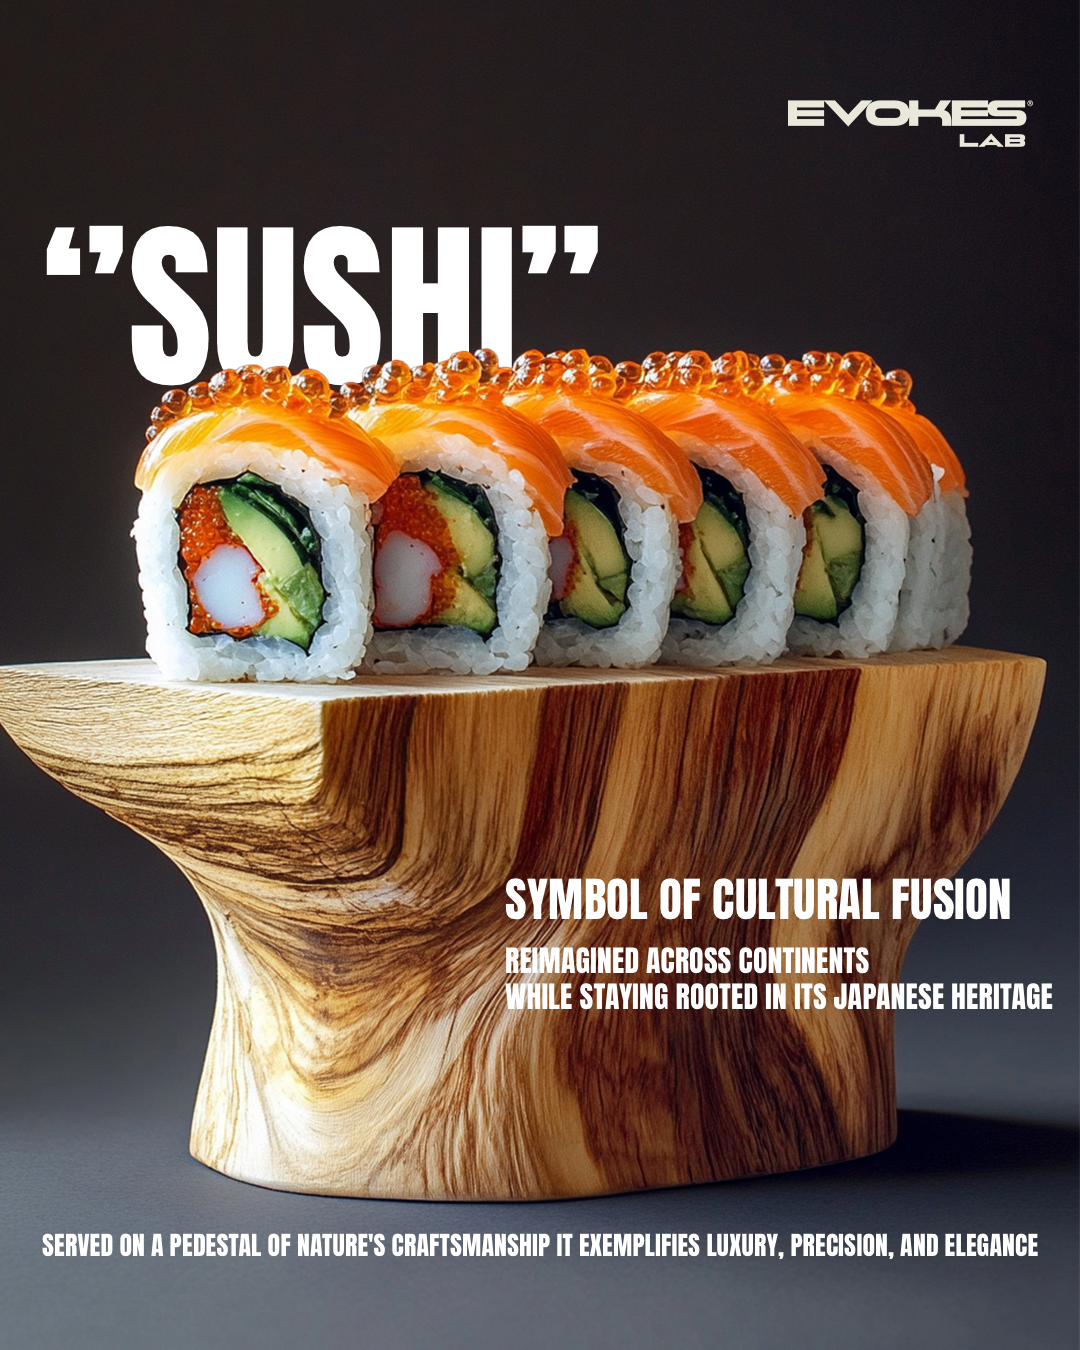 EVOKES®
LAB
‘’SUSHI’’
SYMBOL OF CULTURAL FUSION
REIMAGINED ACROSS CONTINENTS
WHILE STAYING ROOTED IN ITS JAPANESE HERITAGE
SERVED ON A PEDESTAL OF NATURE'S CRAFTSMANSHIP IT EXEMPLIFIES LUXURY, PRECISION, AND ELEGANCE